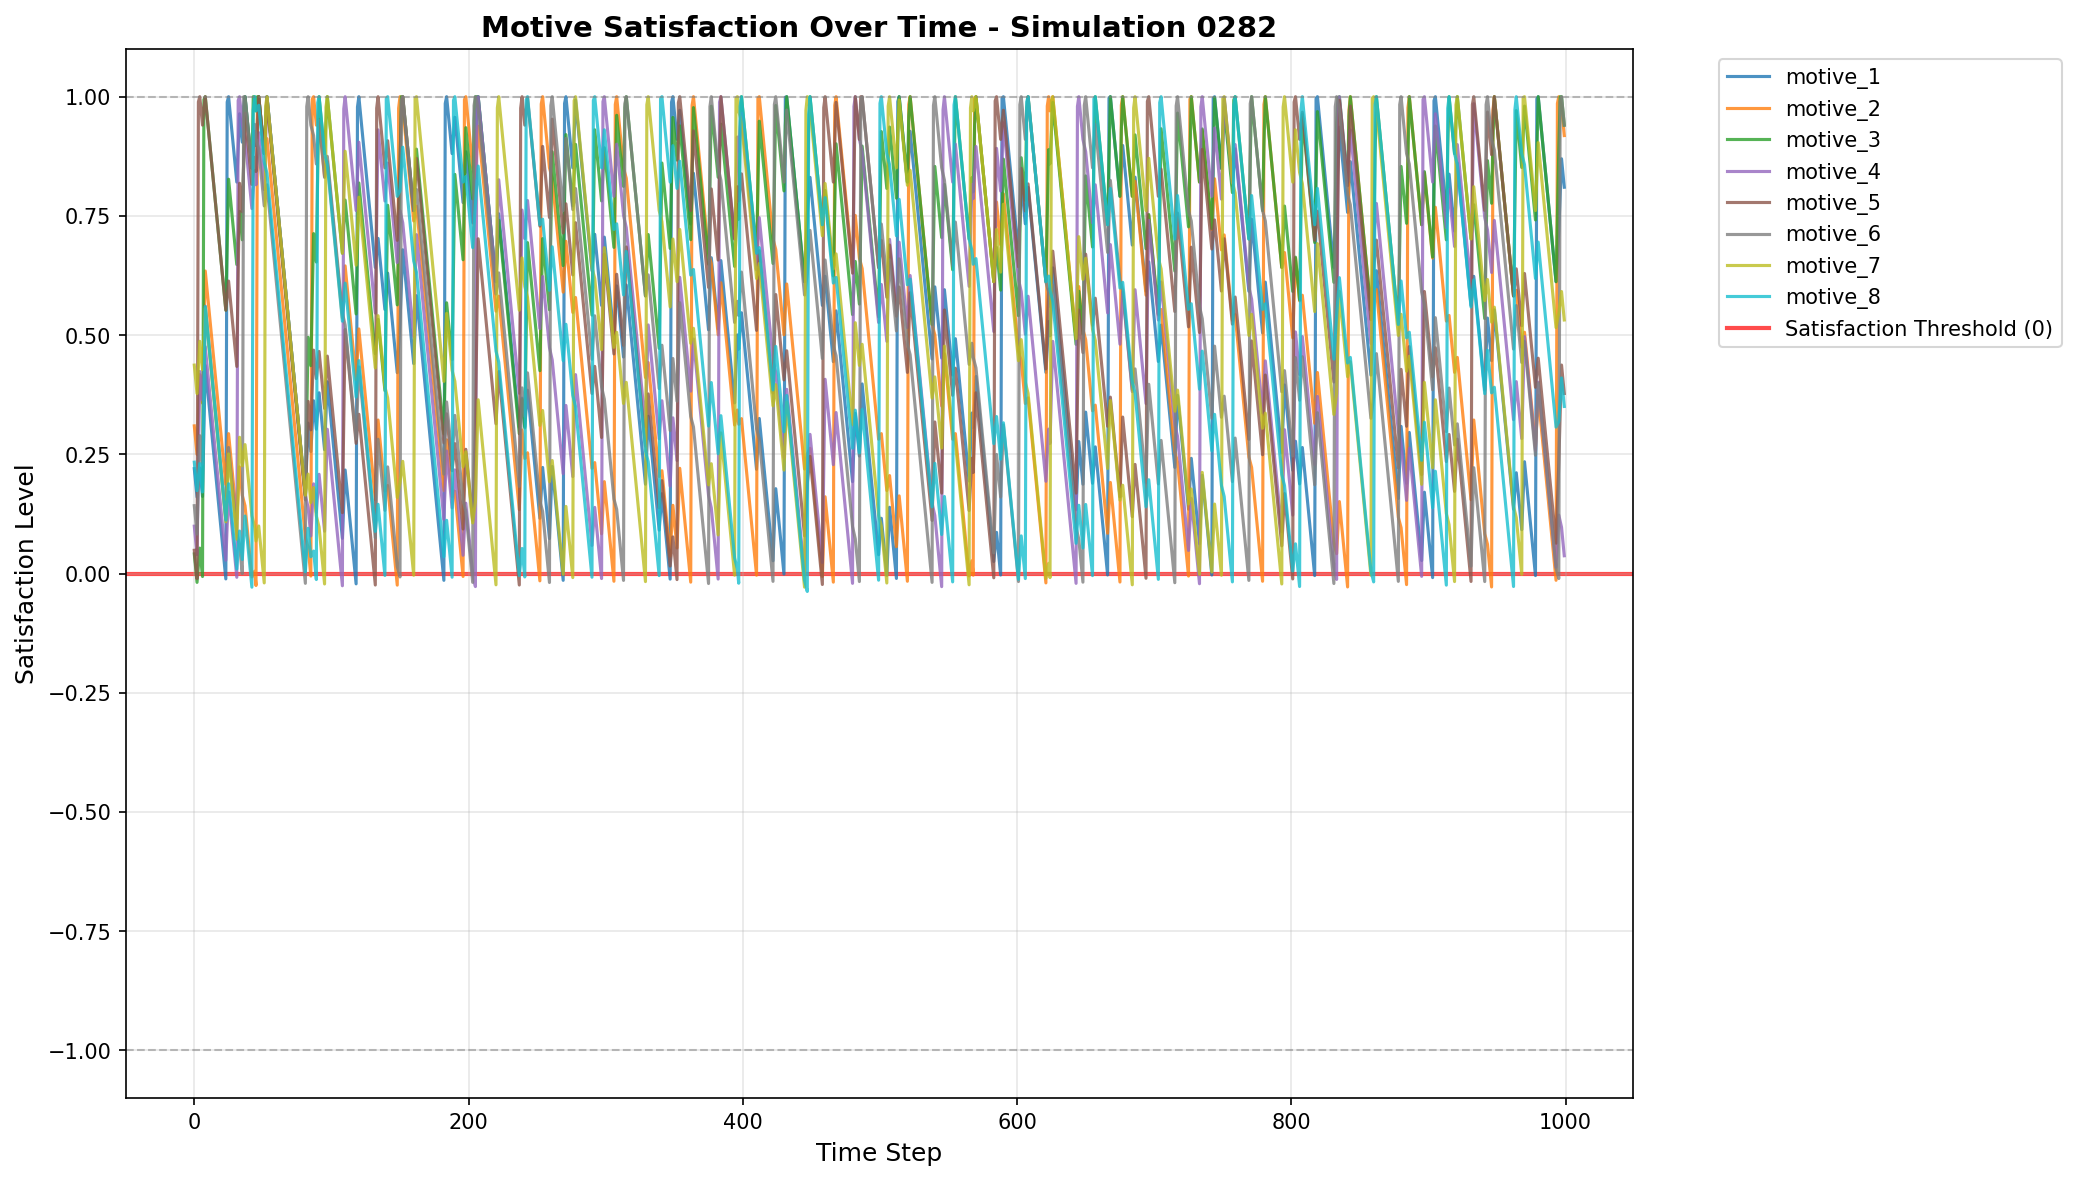 Motive Satisfaction Over Time - Simulation 0282
1.00
0.75
0.50
0.25
0.00
−0.25
−0.50
−0.75
−1.00
Satisfaction Level
0
200
400
600
800
1000
Time Step
motive_1
motive_2
motive_3
motive_4
motive_5
motive_6
motive_7
motive_8
Satisfaction Threshold (0)